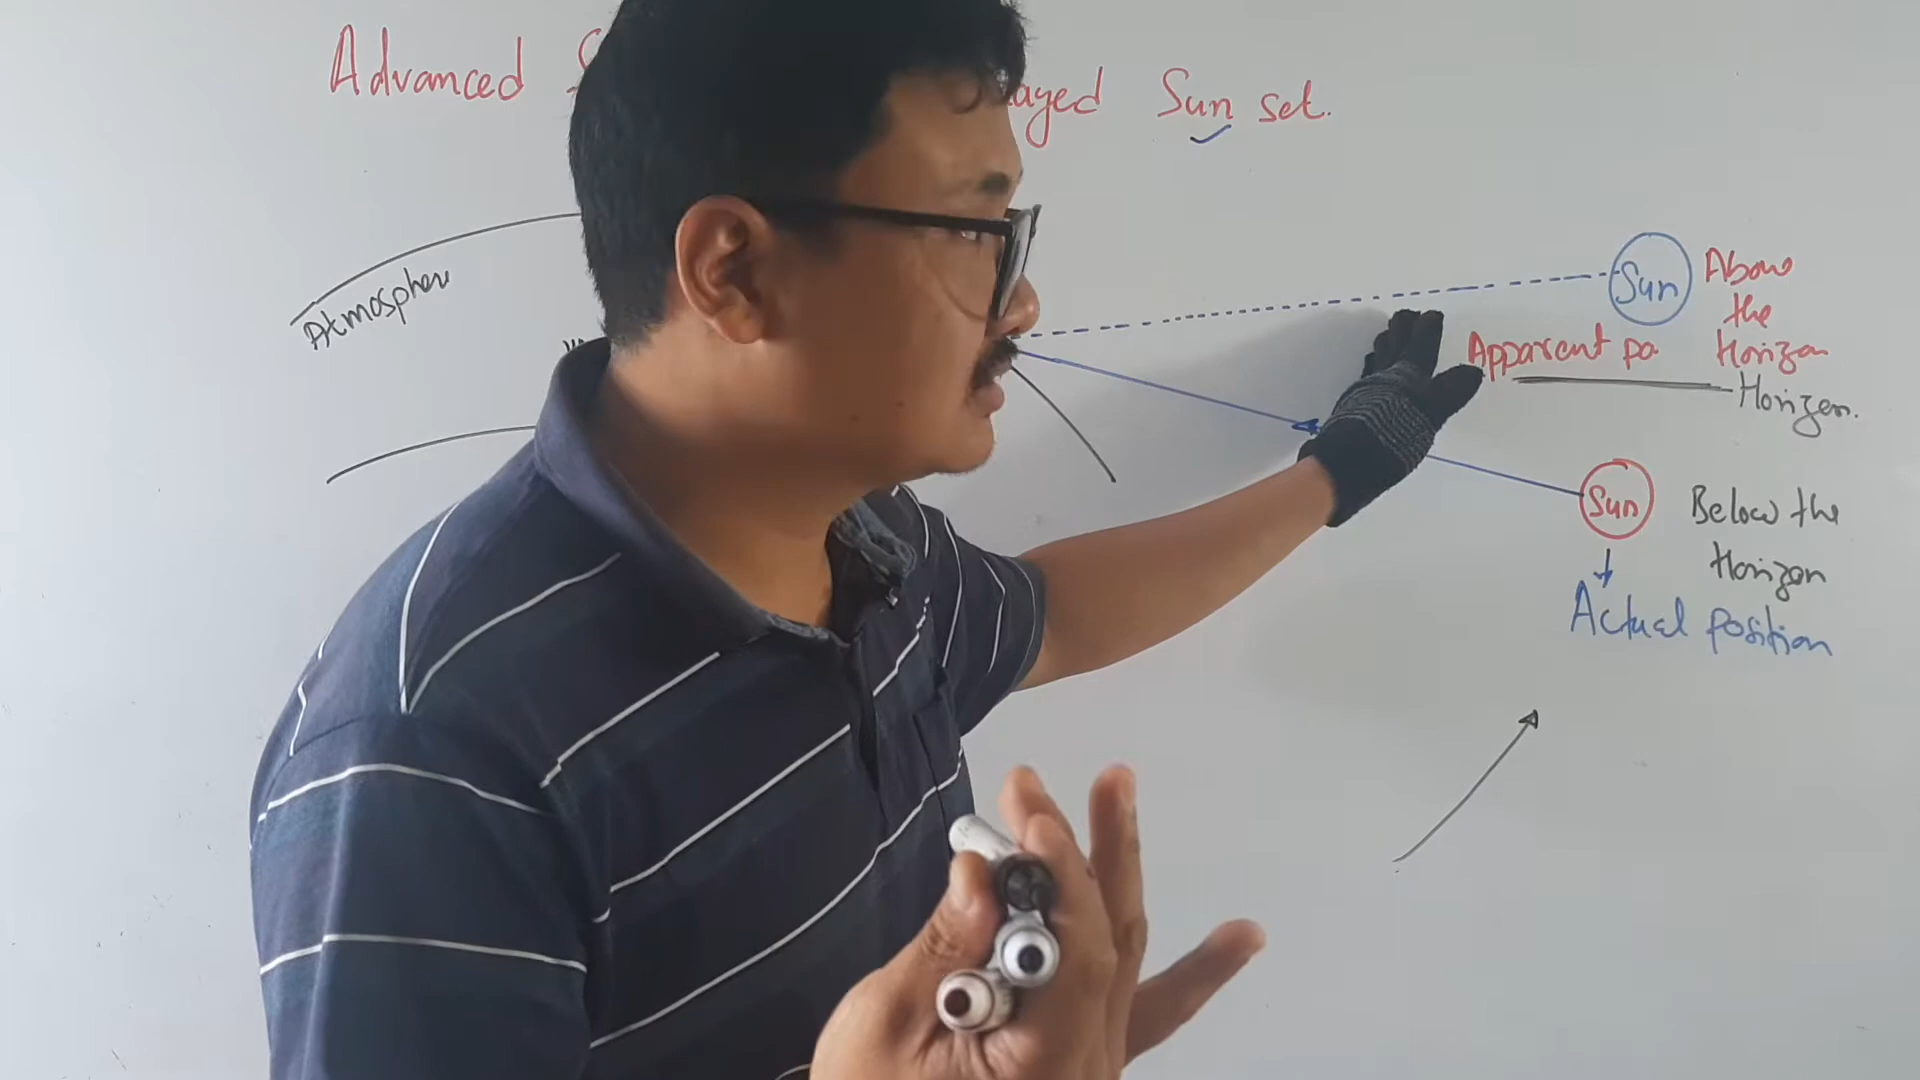 Advanced S ayed Sun set.
Atmospher
Sun
Above
the
Horizon
Apparent po
Horizon.
Sun
Below the
Horizon
Actual position